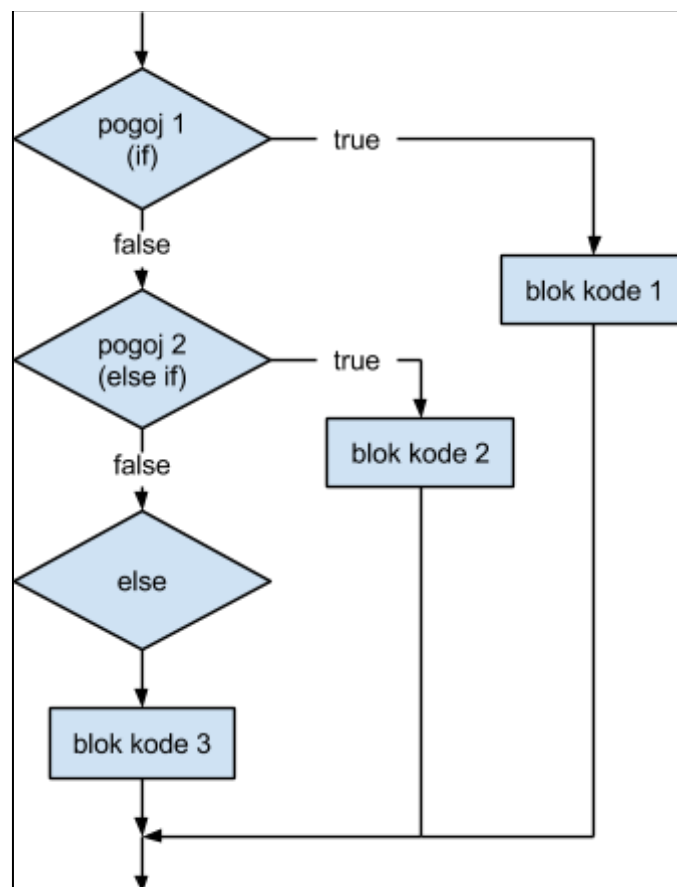 pogoj 1
(if)
true
false
blok kode 1
pogoj 2
(else if)
true
blok kode 2
false
else
blok kode 3